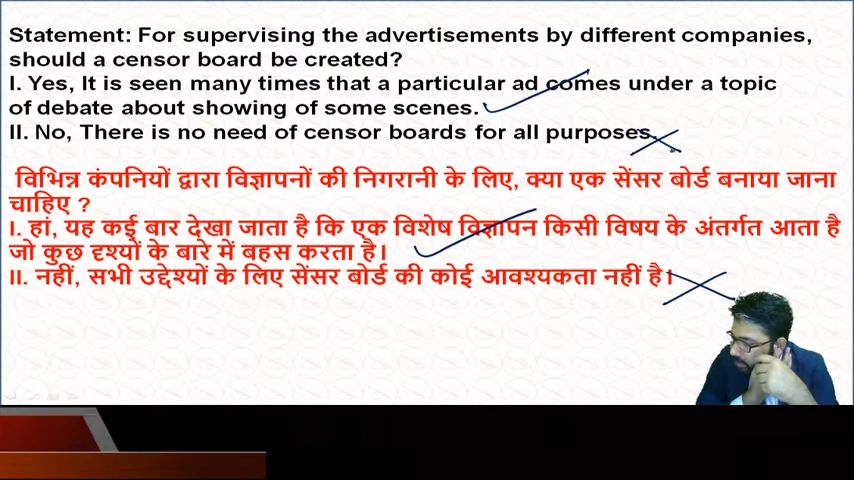 Statement: For supervising the advertisements by different companies,
should a censor board be created?
I. Yes, It is seen many times that a particular ad comes under a topic
of debate about showing of some scenes.
II. No, There is no need of censor boards for all purposes.
विभिन्न कंपनियों द्वारा विज्ञापनों की निगरानी के लिए, क्या एक सेंसर बोर्ड बनाया जाना
चाहिए ?
I. हां, यह कई बार देखा जाता है कि एक विशेष विज्ञापन किसी विषय के अंतर्गत आता है
जो कुछ दृश्यों के बारे में बहस करता है।
II. नहीं, सभी उद्देश्यों के लिए सेंसर बोर्ड की कोई आवश्यकता नहीं है।